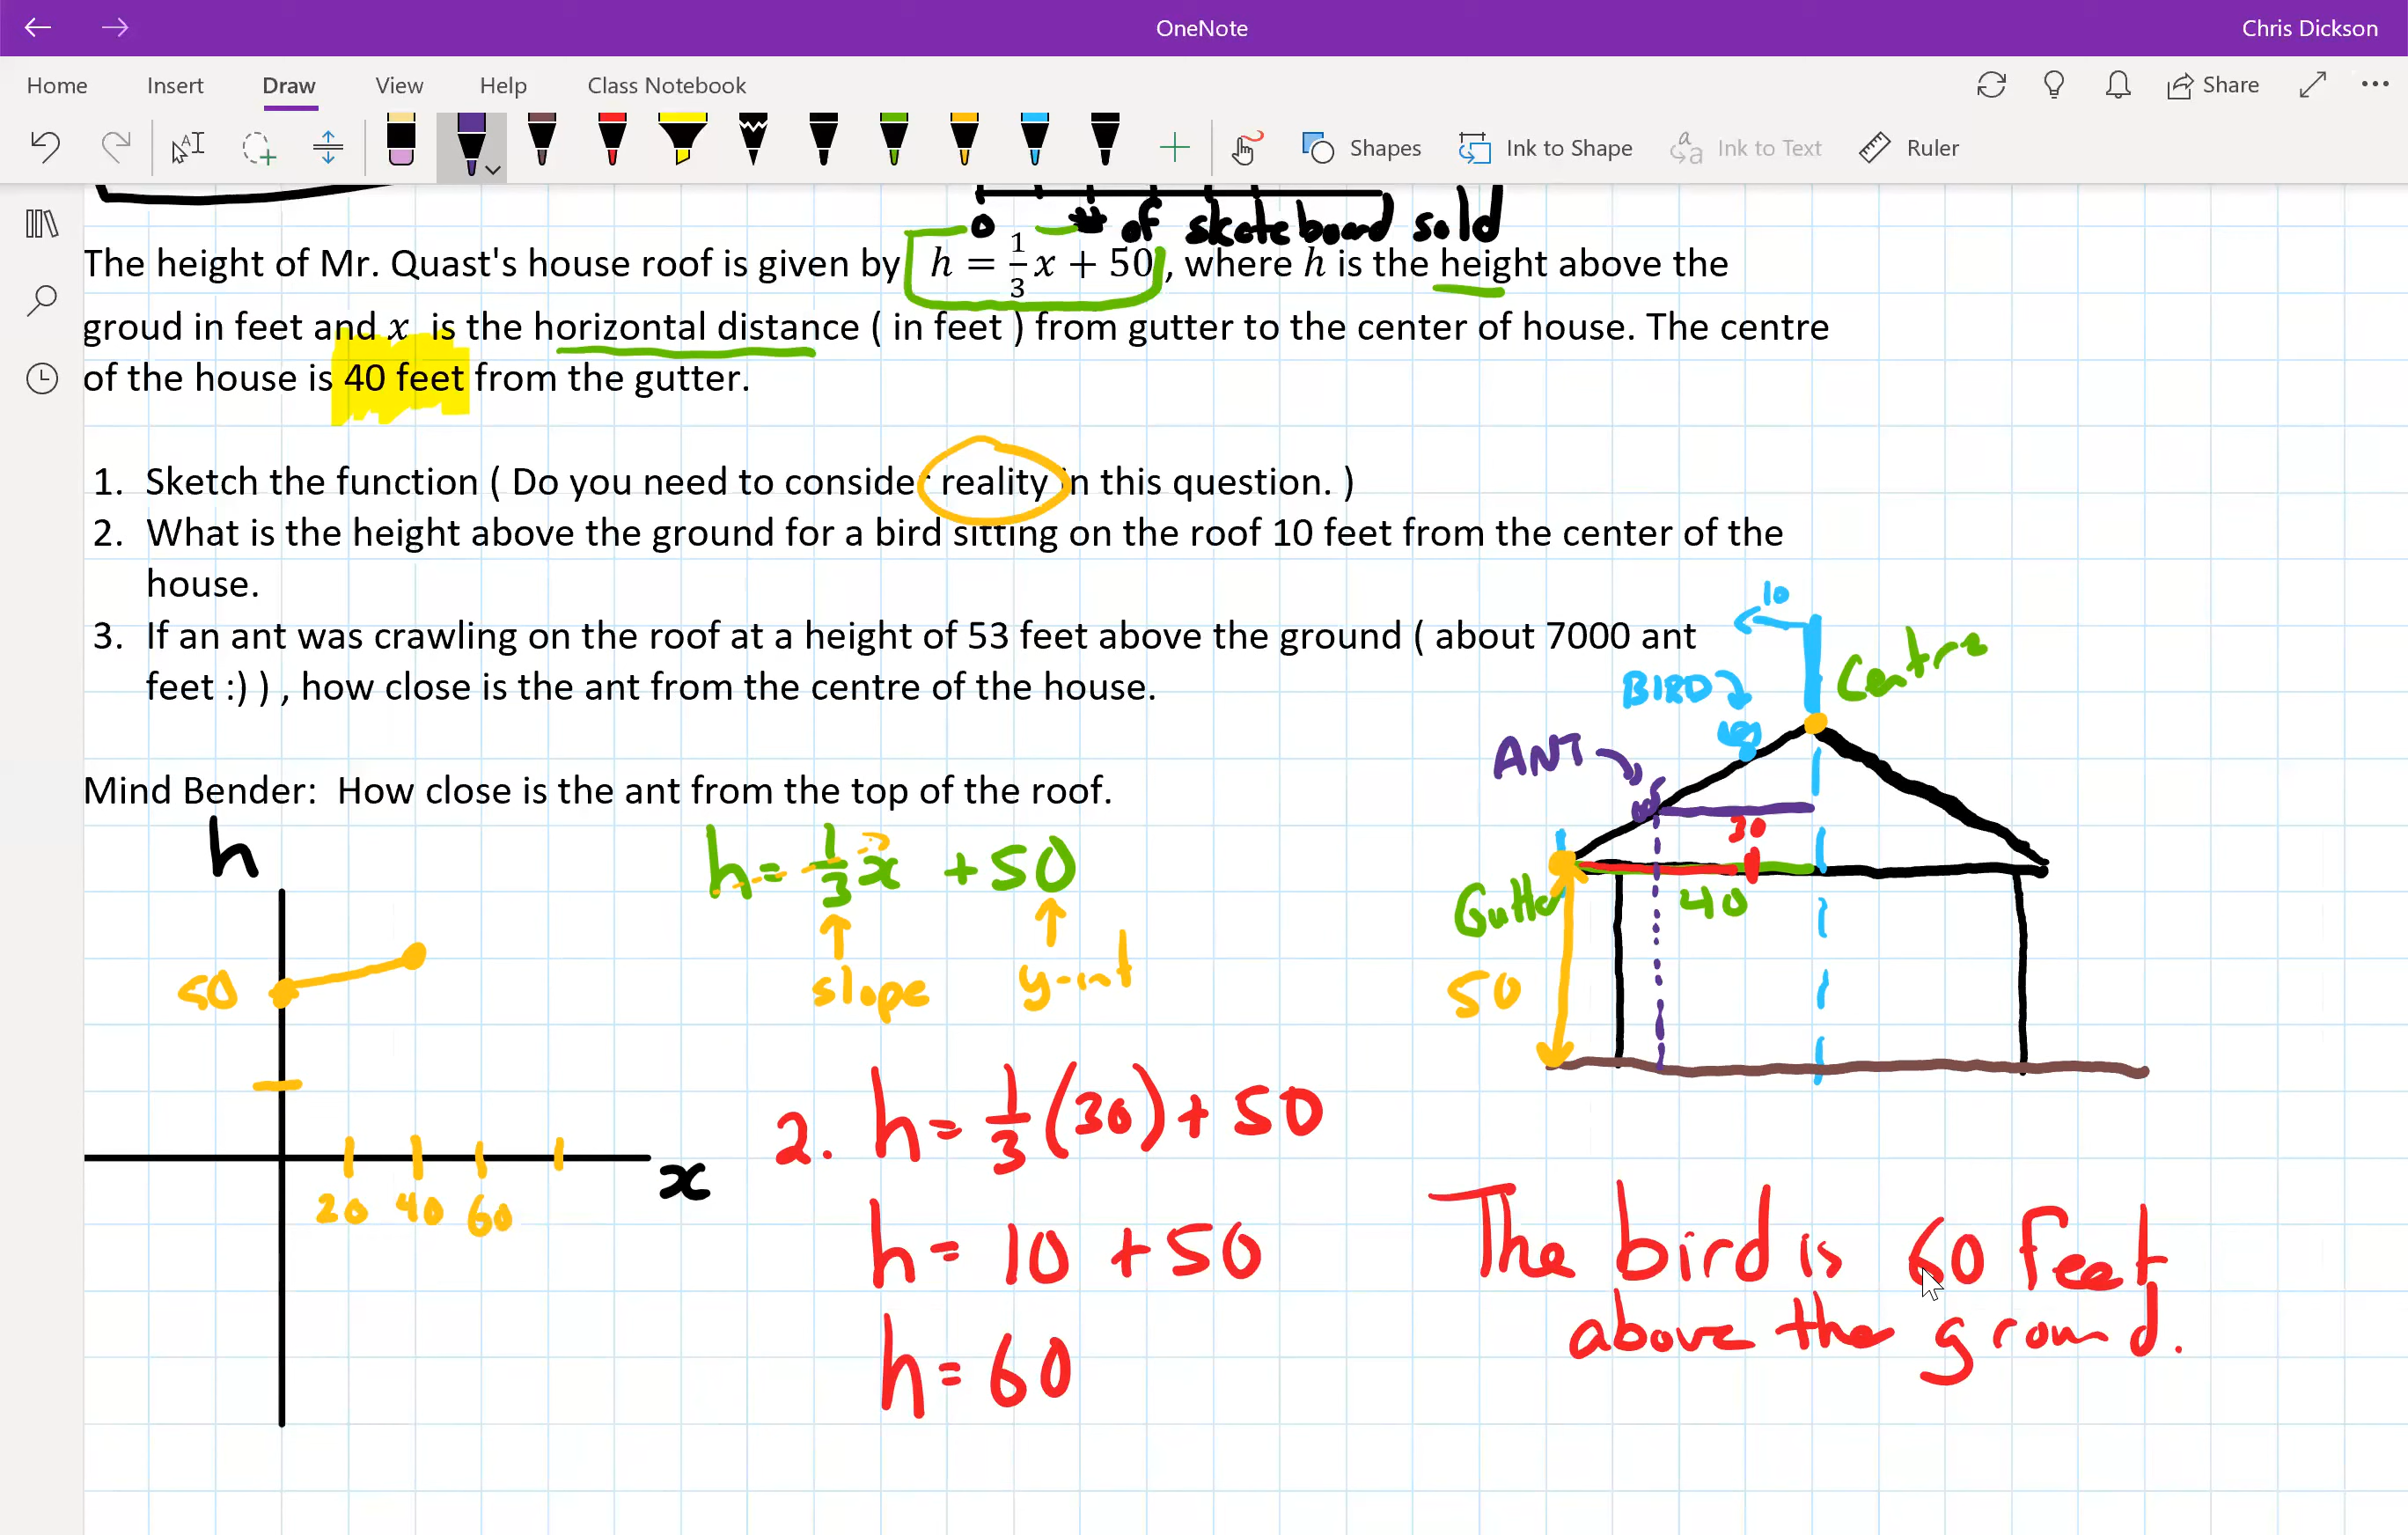 OneNote
Chris Dickson
Home Insert Draw View Help Class Notebook
Share
Shapes Ink to Shape Ink to Text Ruler
0 # of skateboard sold
The height of Mr. Quast's house roof is given by h = 1/3 x + 50, where h is the height above the
groud in feet and x is the horizontal distance ( in feet ) from gutter to the center of house. The centre
of the house is 40 feet from the gutter.
1. Sketch the function ( Do you need to consider reality in this question. )
2. What is the height above the ground for a bird sitting on the roof 10 feet from the center of the
house.
3. If an ant was crawling on the roof at a height of 53 feet above the ground ( about 7000 ant
feet :) ) , how close is the ant from the centre of the house.
Mind Bender: How close is the ant from the top of the roof.
h
50
20 40 60
x
h = 1/3 x + 50
slope y-int
2. h = 1/3 (30) + 50
h = 10 + 50
h = 60
10
Centre
BIRD
ANT
30
Gutter 40
50
The bird is 60 feet
above the ground.